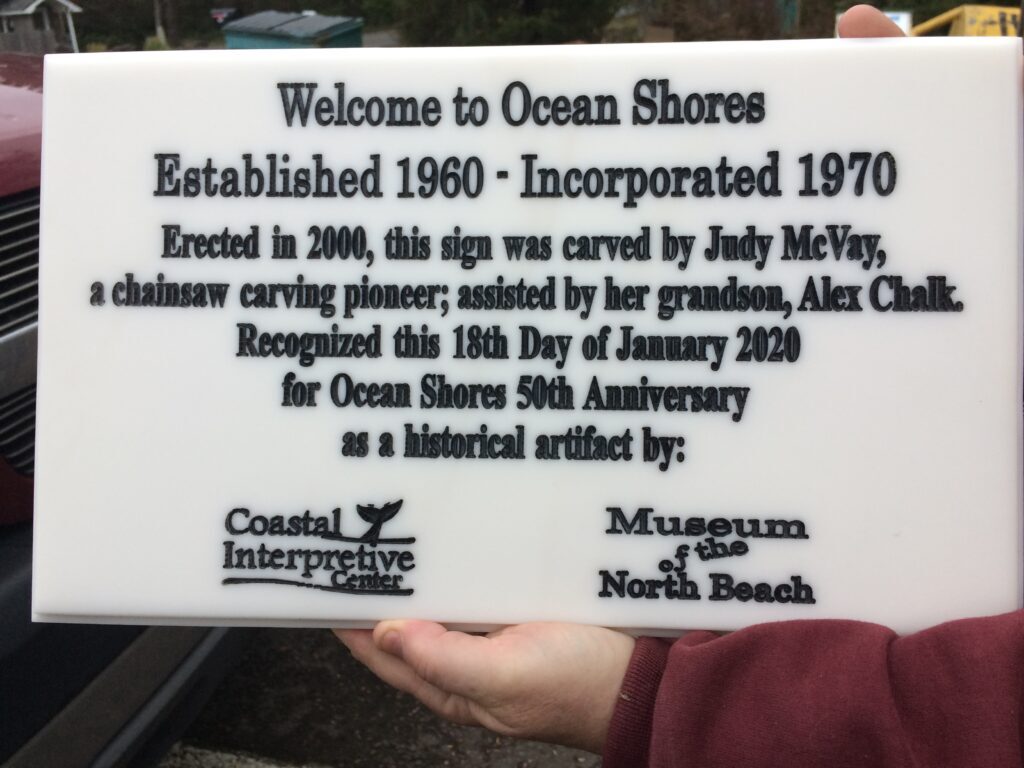 Welcome to Ocean Shores
Established 1960 - Incorporated 1970
Erected in 2000, this sign was carved by Judy McVay,
a chainsaw carving pioneer; assisted by her grandson, Alex Chalk.
Recognized this 18th Day of January 2020
for Ocean Shores 50th Anniversary
as a historical artifact by:
Coastal
Interpretive
Center
Museum
of the
North Beach